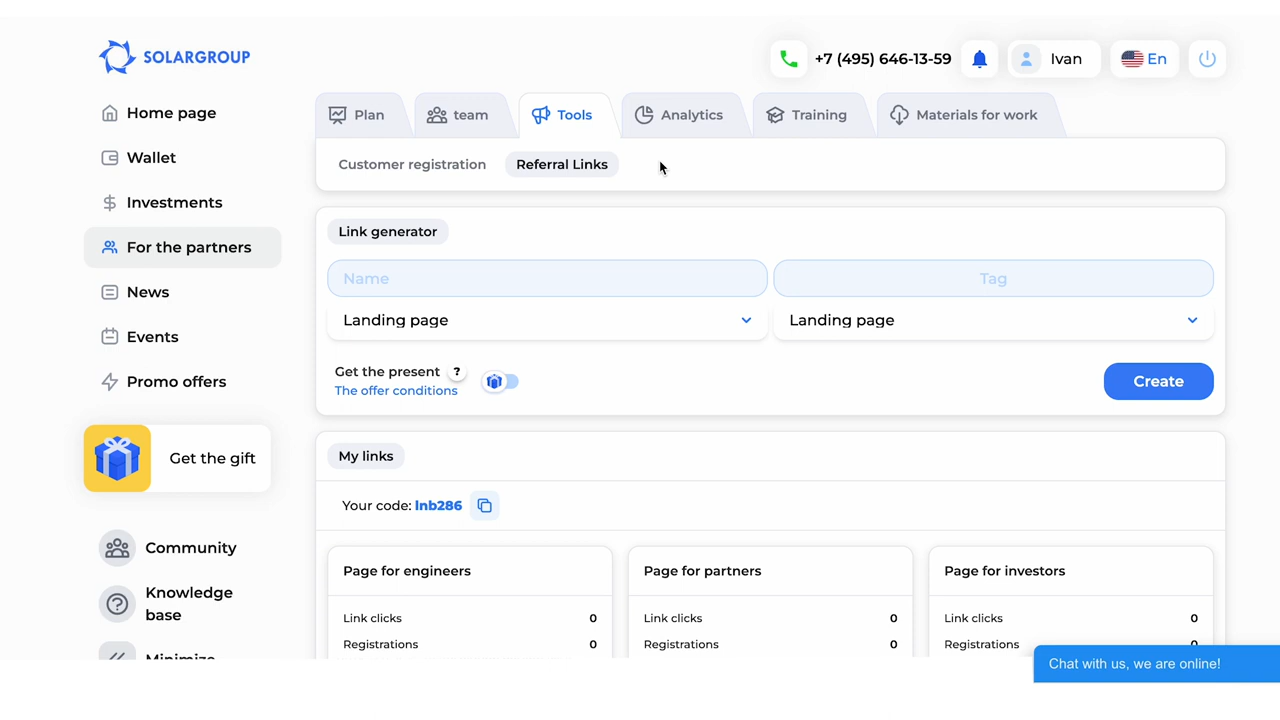 SOLARGROUP
+7 (495) 646-13-59
Ivan
En
Home page
Wallet
Investments
For the partners
News
Events
Promo offers
Get the gift
Community
Knowledge
base
Minimize
Plan
team
Tools
Analytics
Training
Materials for work
Customer registration
Referral Links
Link generator
Name
Tag
Landing page
Landing page
Get the present ?
The offer conditions
Create
My links
Your code: lnb286
Page for engineers
Link clicks 0
Registrations 0
Page for partners
Link clicks 0
Registrations 0
Page for investors
Link clicks 0
Registrations 0
Chat with us, we are online!